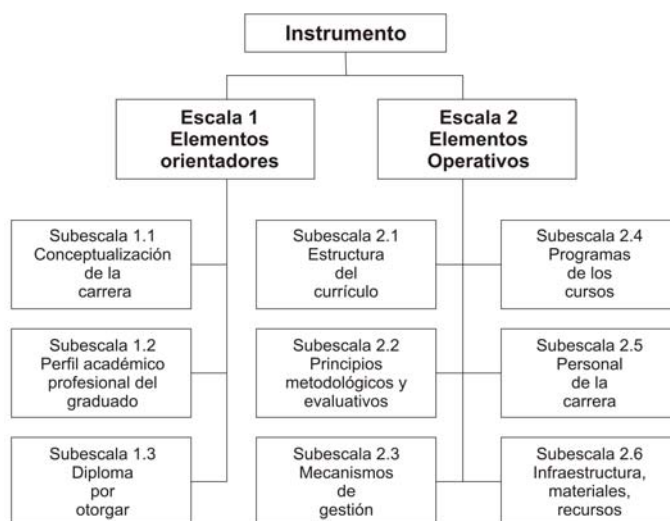 Instrumento
Escala 1
Elementos
orientadores
Escala 2
Elementos
Operativos
Subescala 1.1
Conceptualización
de la
carrera
Subescala 2.1
Estructura
del
currículo
Subescala 2.4
Programas
de los
cursos
Subescala 1.2
Perfil académico
profesional del
graduado
Subescala 2.2
Principios
metodológicos y
evaluativos
Subescala 2.5
Personal
de la
carrera
Subescala 1.3
Diploma
por
otorgar
Subescala 2.3
Mecanismos
de
gestión
Subescala 2.6
Infraestructura,
materiales,
recursos